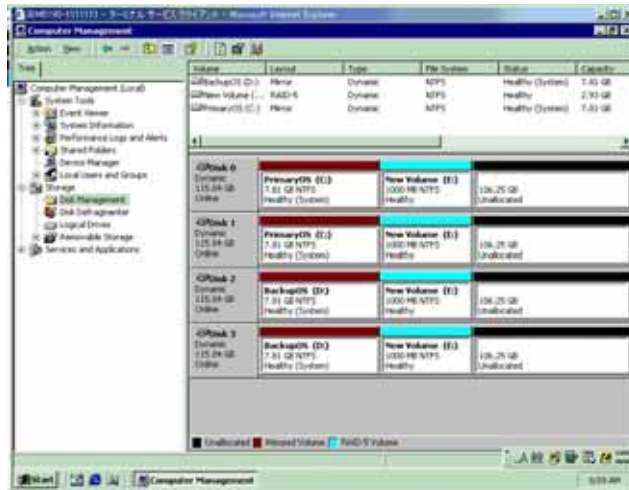 Computer Management
Action View
Tree
Computer Management (Local)
System Tools
Event Viewer
System Information
Performance Logs and Alerts
Shared Folders
Device Manager
Local Users and Groups
Storage
Disk Management
Disk Defragmenter
Logical Drives
Removable Storage
Services and Applications
Volume Layout Type File System Status Capacity
BackupOS (D:) Mirror Dynamic NTFS Healthy (System) 7.81 GB
New Volume (... RAID-5 Dynamic NTFS Healthy 2.93 GB
PrimaryOS (C:) Mirror Dynamic NTFS Healthy (System) 7.81 GB
Disk 0
Dynamic
115.04 GB
Online
PrimaryOS (C:)
7.81 GB NTFS
Healthy (System)
New Volume (E:)
1000 MB NTFS
Healthy
106.25 GB
Unallocated
Disk 1
Dynamic
115.04 GB
Online
PrimaryOS (C:)
7.81 GB NTFS
Healthy (System)
New Volume (E:)
1000 MB NTFS
Healthy
106.25 GB
Unallocated
Disk 2
Dynamic
115.04 GB
Online
BackupOS (D:)
7.81 GB NTFS
Healthy (System)
New Volume (E:)
1000 MB NTFS
Healthy
106.25 GB
Unallocated
Disk 3
Dynamic
115.04 GB
Online
BackupOS (D:)
7.81 GB NTFS
Healthy (System)
New Volume (E:)
1000 MB NTFS
Healthy
106.25 GB
Unallocated
Unallocated Mirrored Volume RAID-5 Volume
Start Computer Management